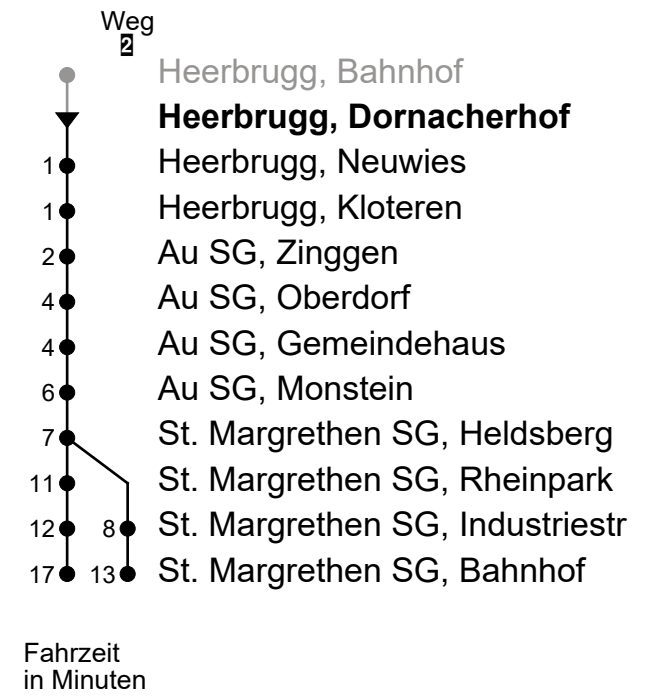 Weg
2
Heerbrugg, Bahnhof
Heerbrugg, Dornacherhof
1 Heerbrugg, Neuwies
1 Heerbrugg, Kloteren
2 Au SG, Zinggen
4 Au SG, Oberdorf
4 Au SG, Gemeindehaus
6 Au SG, Monstein
7 St. Margrethen SG, Heldsberg
11 St. Margrethen SG, Rheinpark
12 8 St. Margrethen SG, Industriestr
17 13 St. Margrethen SG, Bahnhof
Fahrzeit
in Minuten